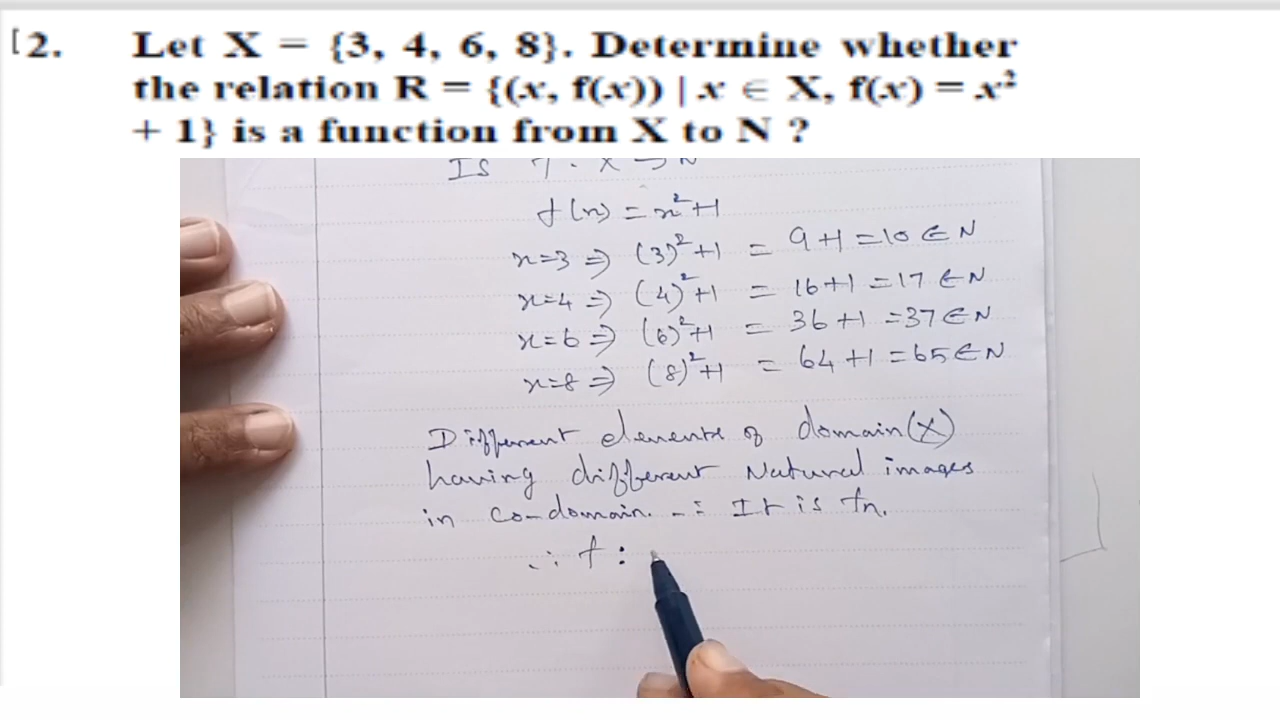 2. Let X = {3, 4, 6, 8}. Determine whether
the relation R = {(x, f(x)) | x ∈ X, f(x) = x²
+ 1} is a function from X to N ?
Is f : X → N
f(x) = x²+1
x=3 ⇒ (3)²+1 = 9+1=10 ∈ N
x=4 ⇒ (4)²+1 = 16+1=17 ∈ N
x=6 ⇒ (6)²+1 = 36+1=37 ∈ N
x=8 ⇒ (8)²+1 = 64+1=65 ∈ N
Different elements of domain(X)
having different Natural images
in co-domain. ∴ It is fn.
∴ f :